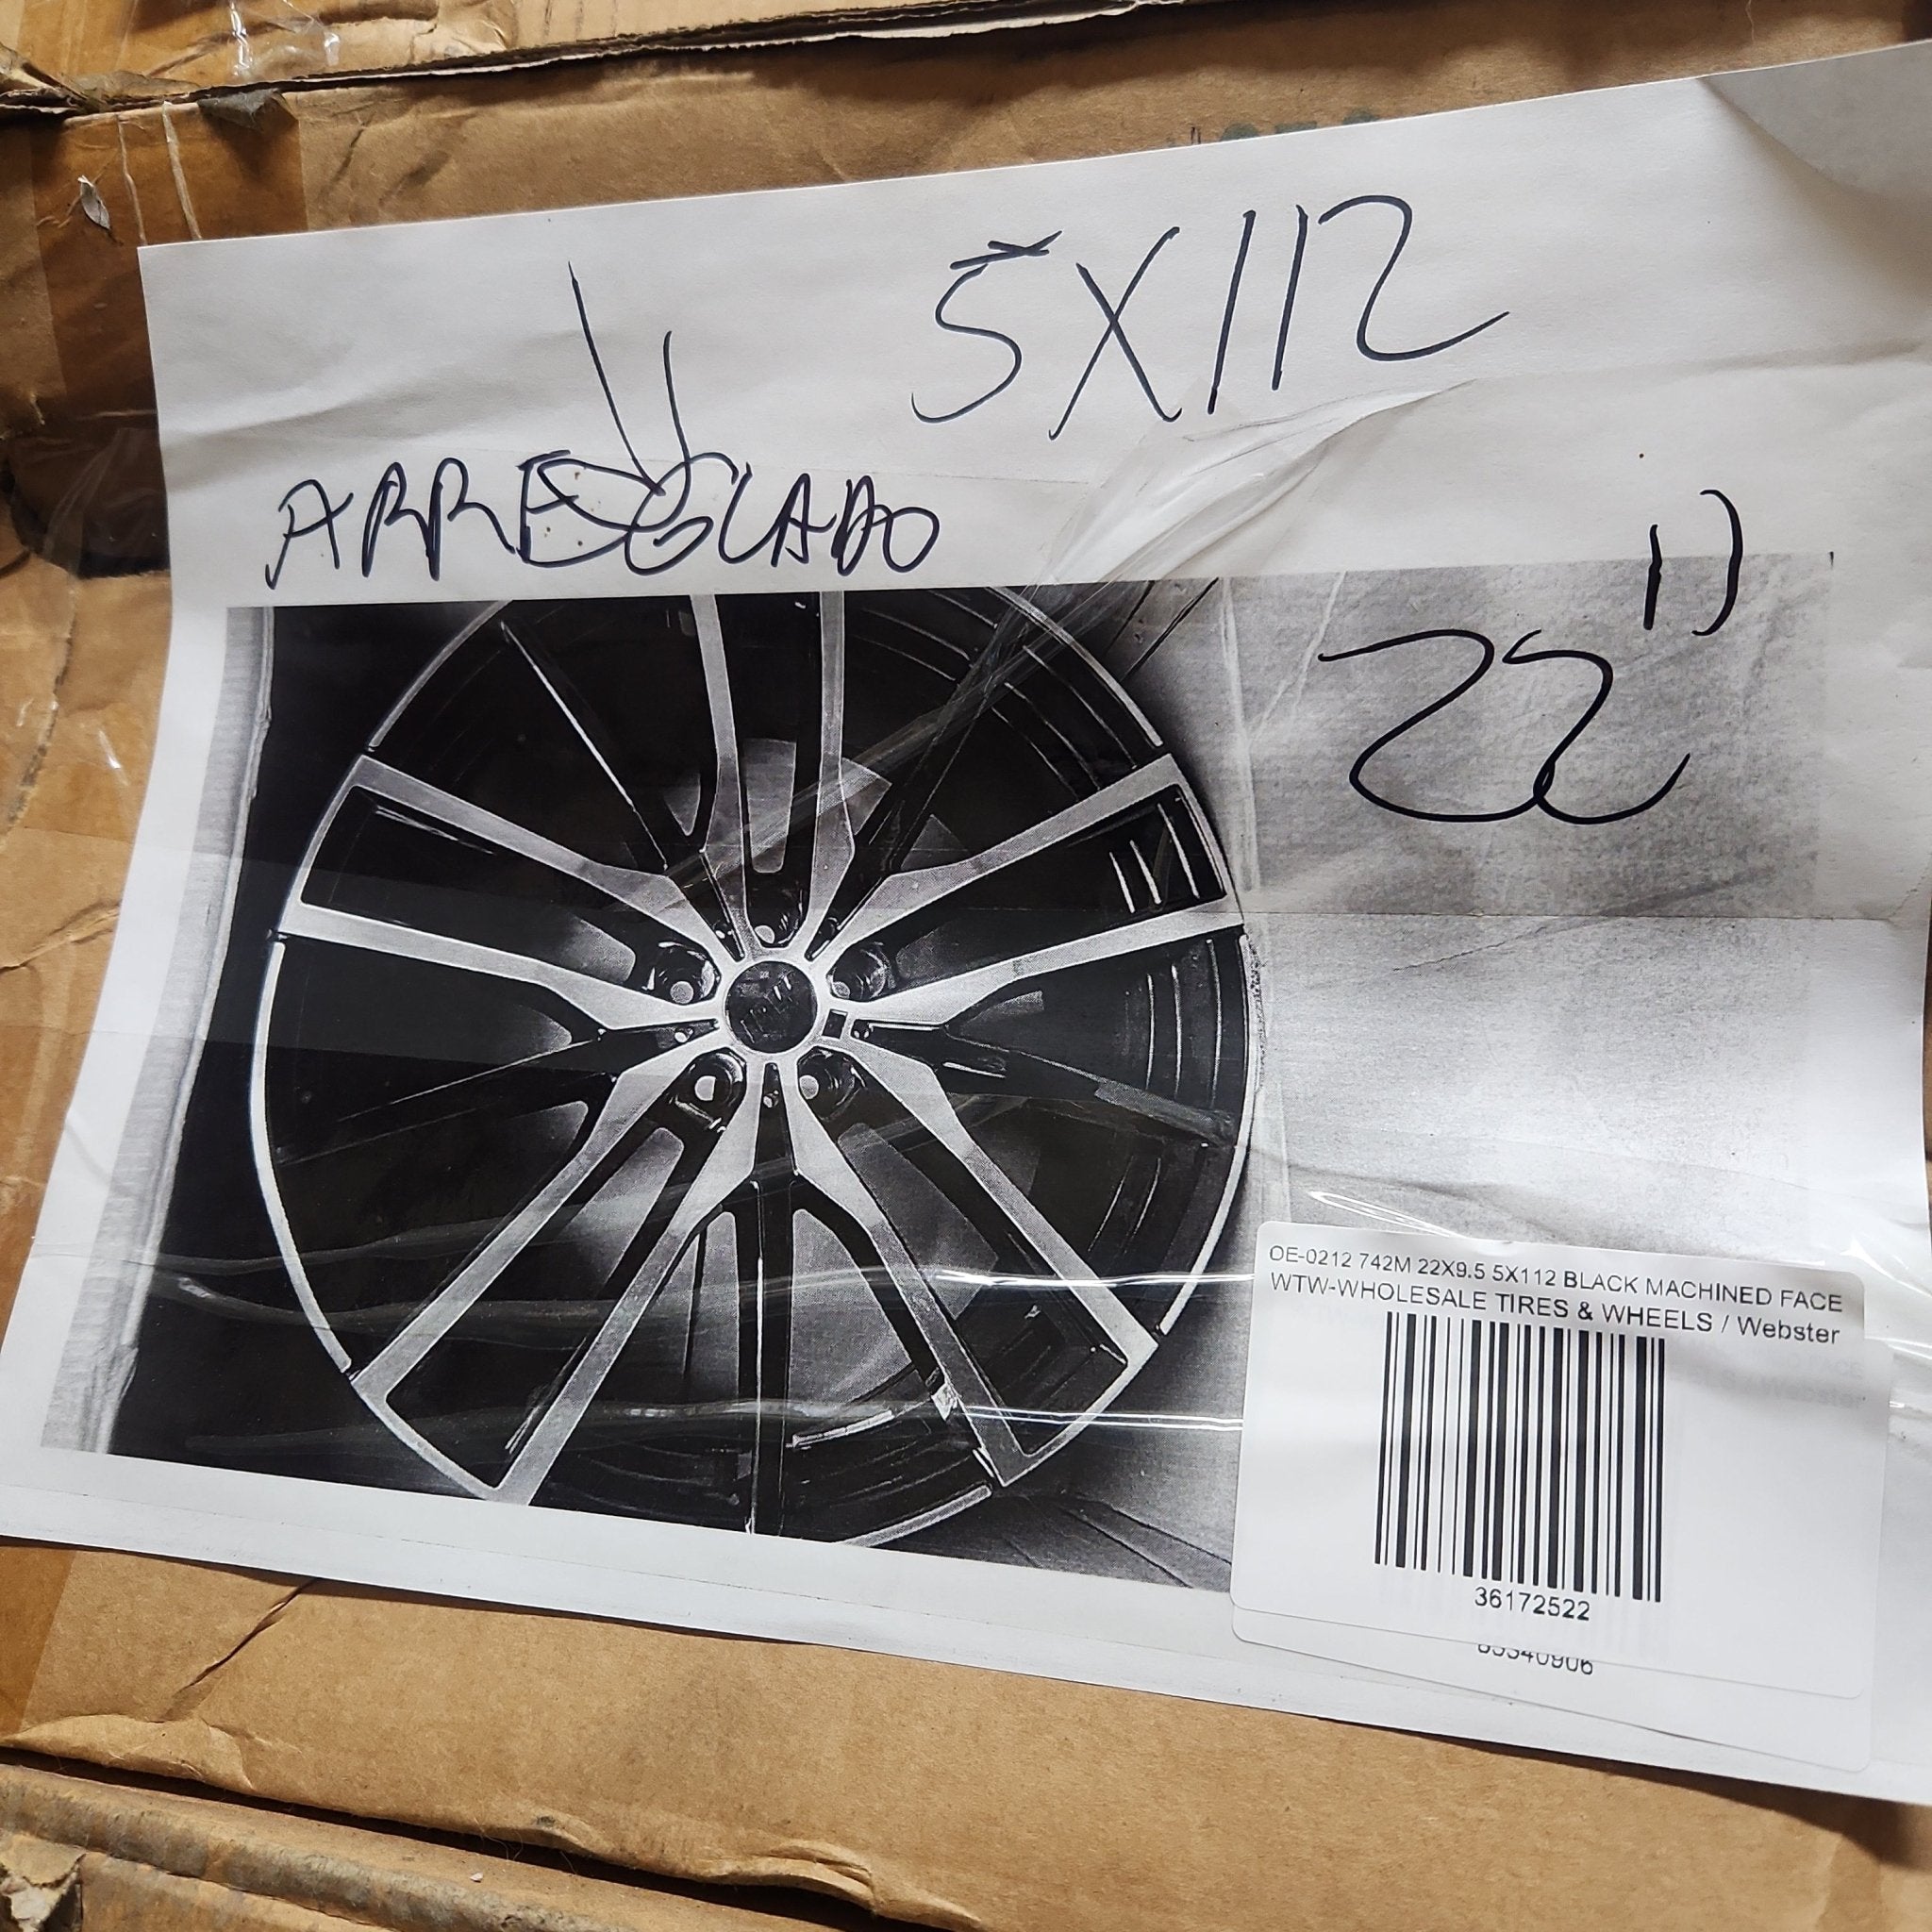 5X112
ARREGLADO
22"
OE-0212 742M 22X9.5 5X112 BLACK MACHINED FACE
WTW-WHOLESALE TIRES & WHEELS / Webster
36172522